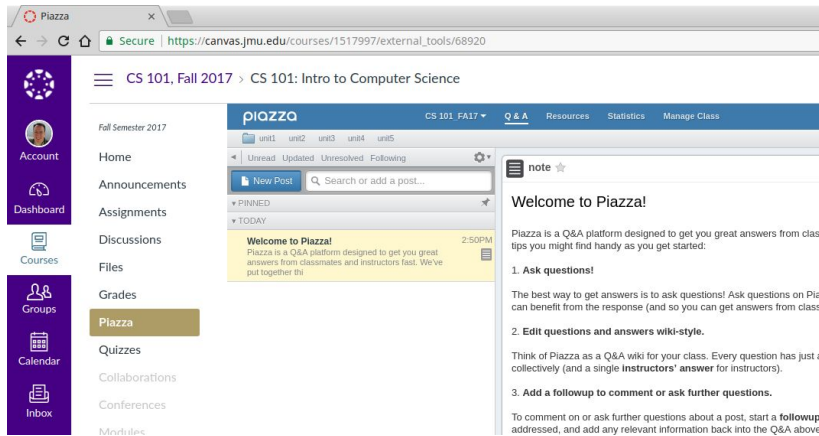 Piazza
Secure | https://canvas.jmu.edu/courses/1517997/external_tools/68920
CS 101, Fall 2017 > CS 101: Intro to Computer Science
Account
Dashboard
Courses
Groups
Calendar
Inbox
Fall Semester 2017
Home
Announcements
Assignments
Discussions
Files
Grades
Piazza
Quizzes
Collaborations
Conferences
Modules
piazza
CS 101_FA17 Q & A Resources Statistics Manage Class
unit1 unit2 unit3 unit4 unit5
Unread Updated Unresolved Following
New Post Search or add a post...
PINNED
TODAY
Welcome to Piazza! 2:50PM
Piazza is a Q&A platform designed to get you great
answers from classmates and instructors fast. We've
put together thi
note
Welcome to Piazza!
Piazza is a Q&A platform designed to get you great answers from clas
tips you might find handy as you get started:
1. Ask questions!
The best way to get answers is to ask questions! Ask questions on Pia
can benefit from the response (and so you can get answers from class
2. Edit questions and answers wiki-style.
Think of Piazza as a Q&A wiki for your class. Every question has just a
collectively (and a single instructors' answer for instructors).
3. Add a followup to comment or ask further questions.
To comment on or ask further questions about a post, start a followup
addressed, and add any relevant information back into the Q&A above